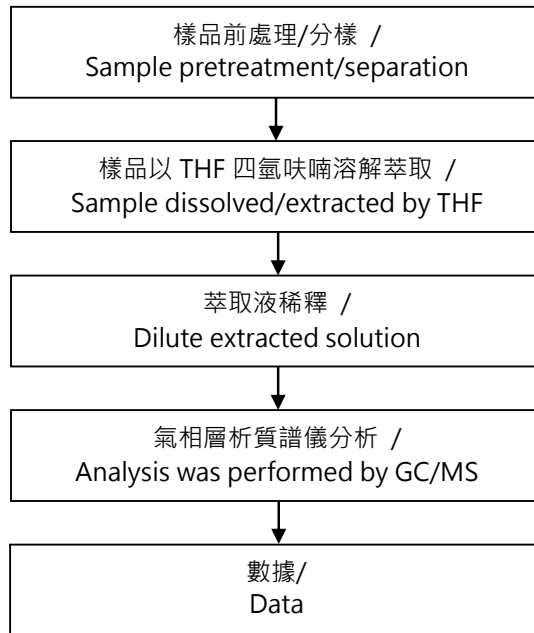 樣品前處理/分樣 /
Sample pretreatment/separation
樣品以 THF 四氫呋喃溶解萃取 /
Sample dissolved/extracted by THF
萃取液稀釋 /
Dilute extracted solution
氣相層析質譜儀分析 /
Analysis was performed by GC/MS
數據/
Data